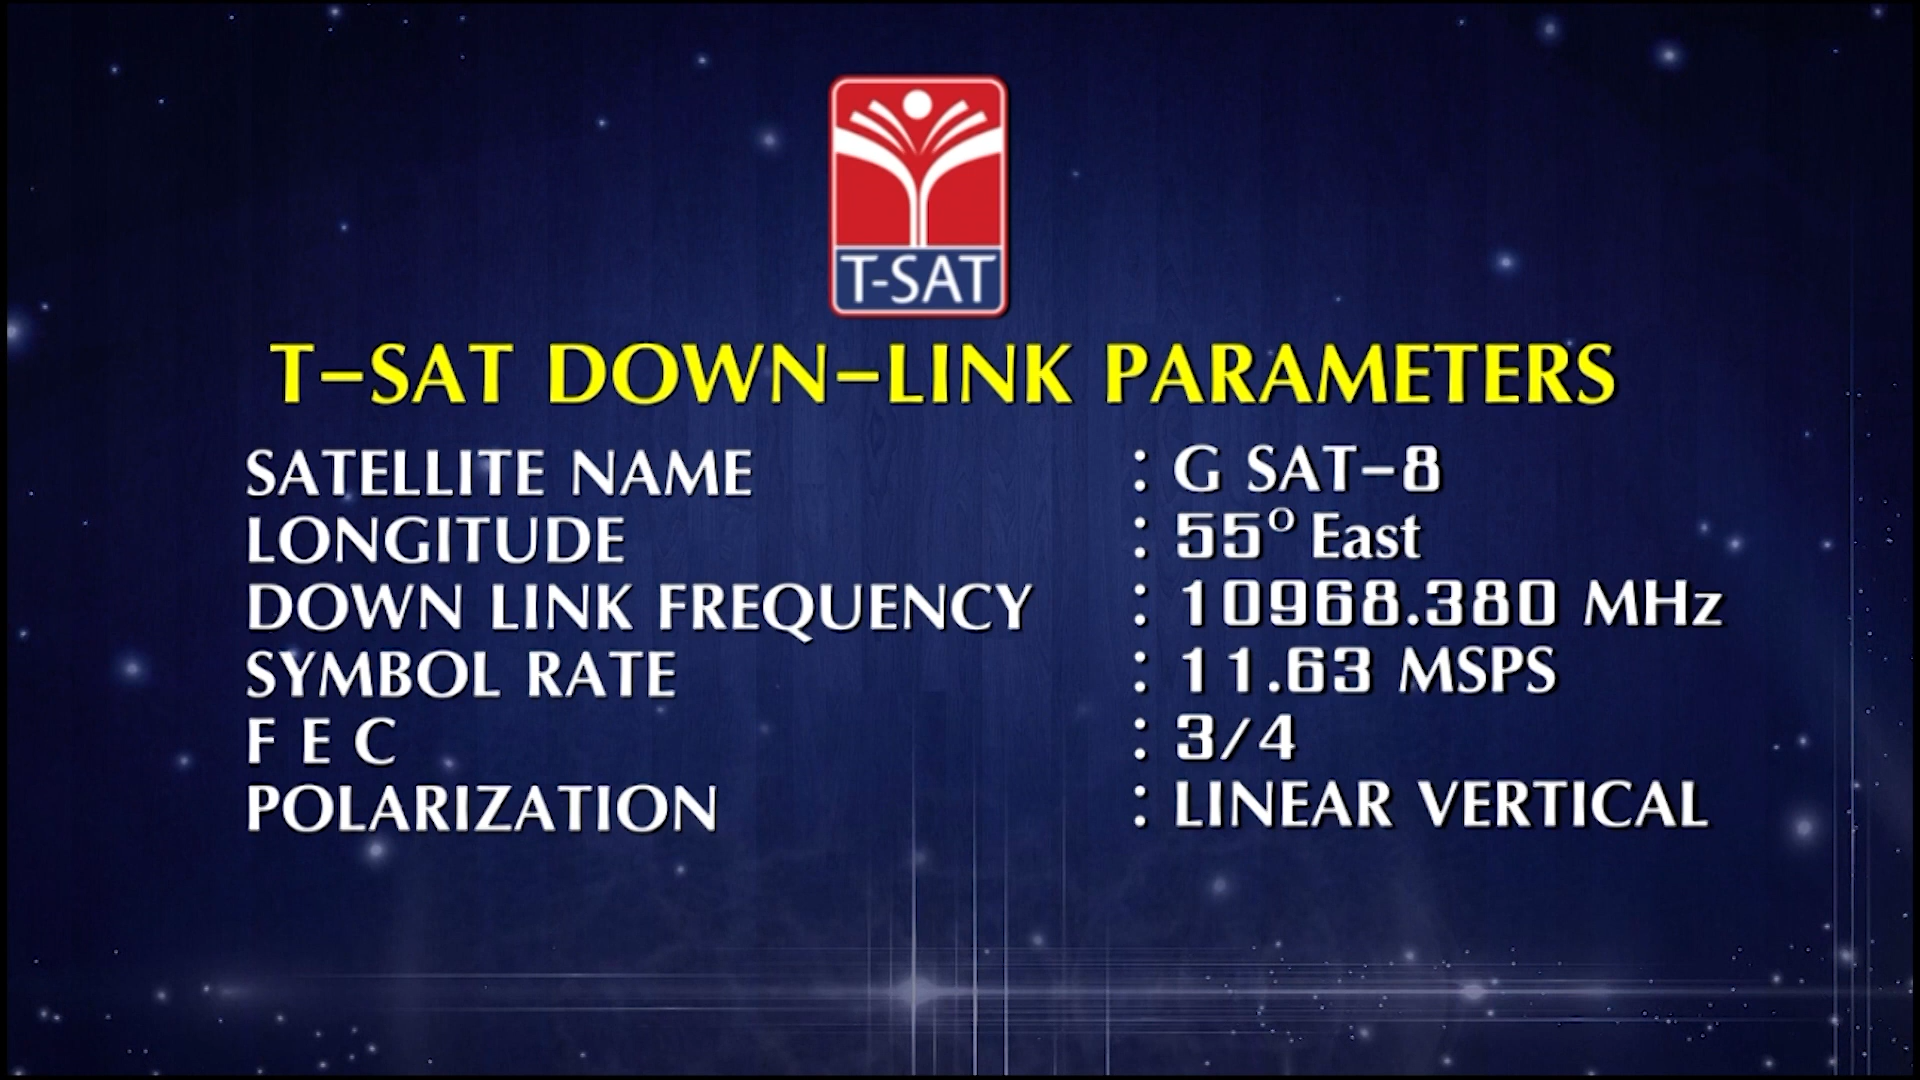 T-SAT
T-SAT DOWN-LINK PARAMETERS
SATELLITE NAME : G SAT-8
LONGITUDE : 55° East
DOWN LINK FREQUENCY : 10968.380 MHz
SYMBOL RATE : 11.63 MSPS
F E C : 3/4
POLARIZATION : LINEAR VERTICAL